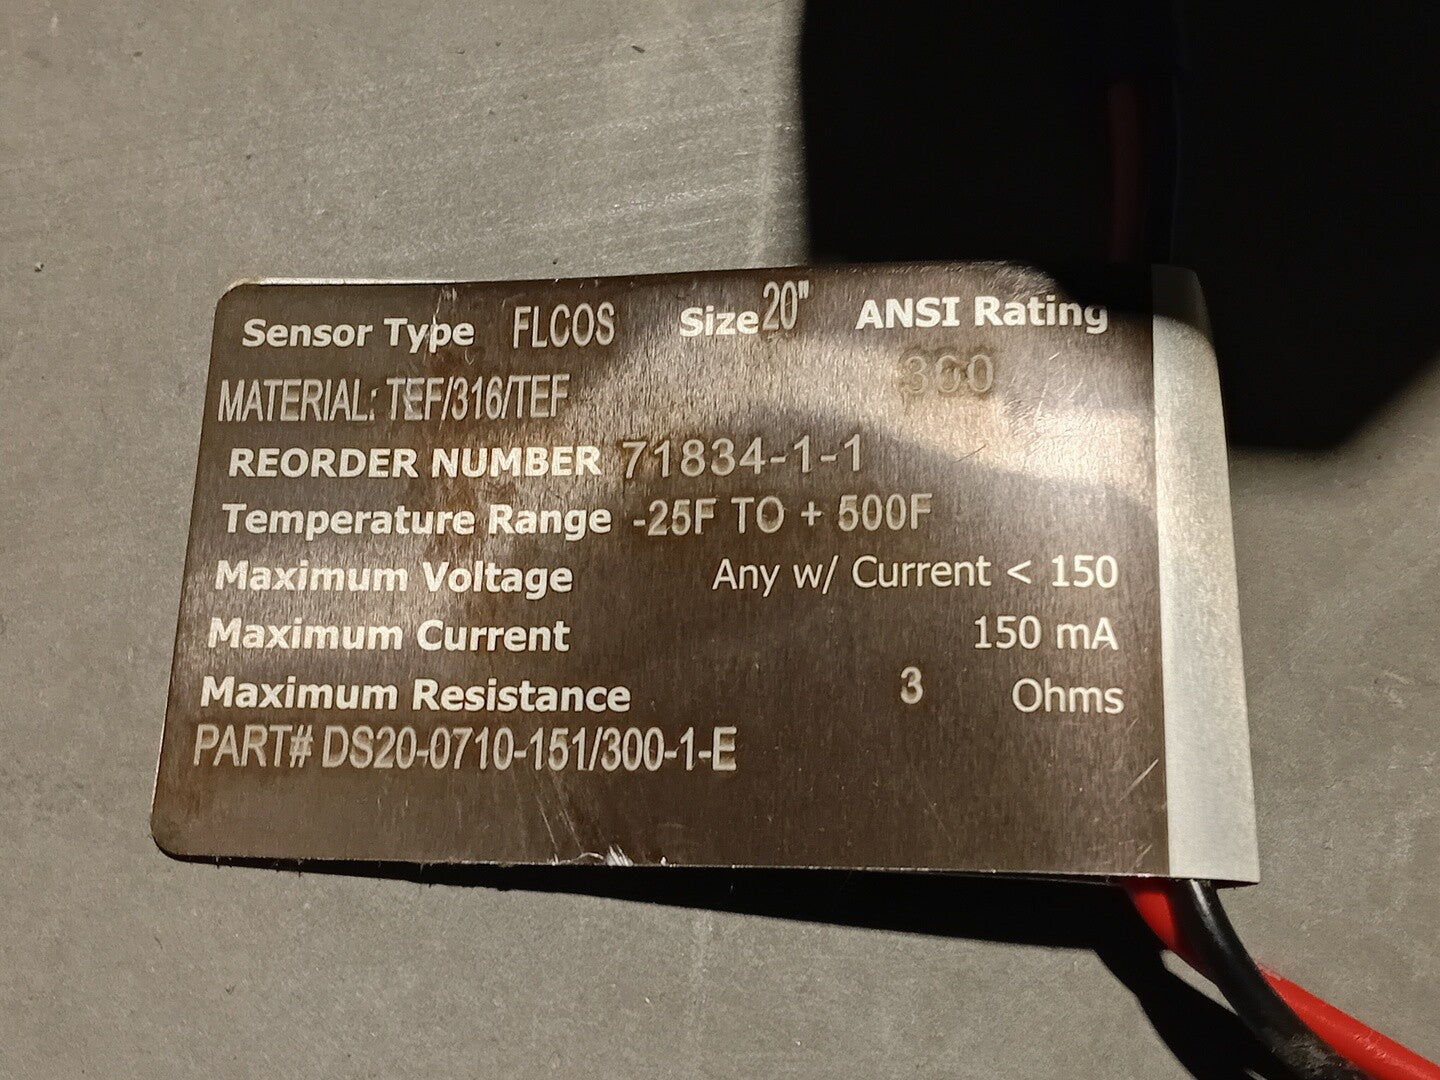 Sensor Type FLCOS Size 20" ANSI Rating
300
MATERIAL: TEF/316/TEF
REORDER NUMBER 71834-1-1
Temperature Range -25F TO + 500F
Maximum Voltage Any w/ Current < 150
Maximum Current 150 mA
Maximum Resistance 3 Ohms
PART# DS20-0710-151/300-1-E